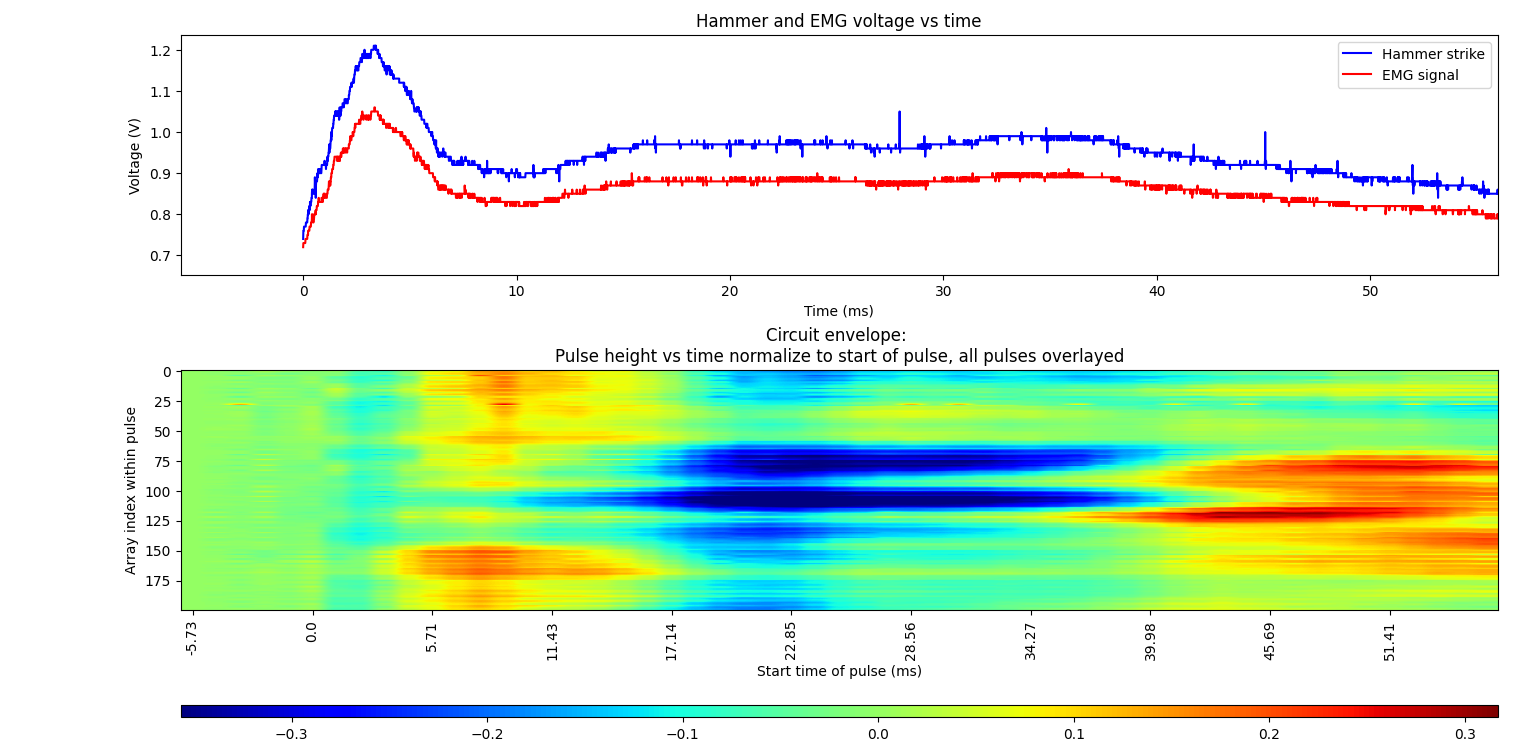 Hammer and EMG voltage vs time
Voltage (V)
1.2
1.1
1.0
0.9
0.8
0.7
Hammer strike
EMG signal
0 10 20 30 40 50
Time (ms)
Circuit envelope:
Pulse height vs time normalize to start of pulse, all pulses overlayed
Array index within pulse
0
25
50
75
100
125
150
175
-5.73 0.0 5.71 11.43 17.14 22.85 28.56 34.27 39.98 45.69 51.41
Start time of pulse (ms)
−0.3 −0.2 −0.1 0.0 0.1 0.2 0.3